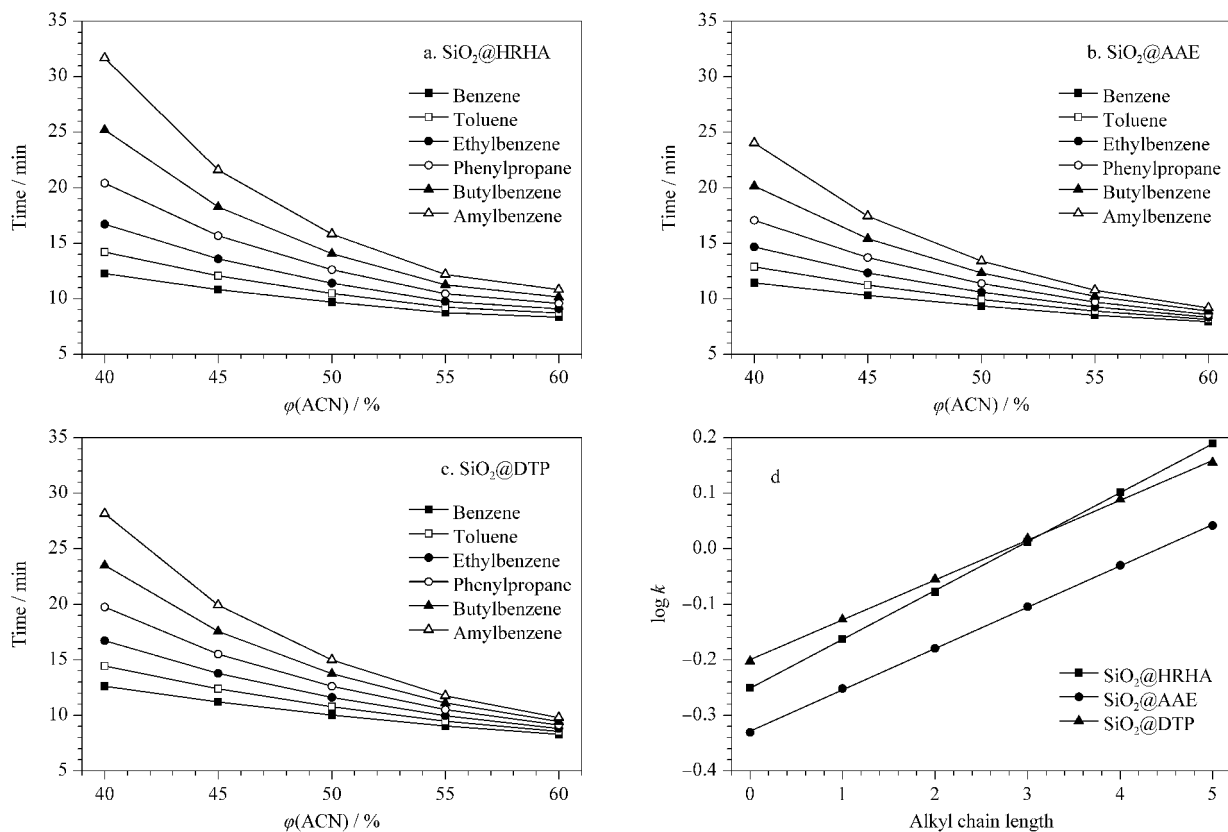 35
30
25
20
15
10
5
Time / min
a. SiO₂@HRHA
Benzene
Toluene
Ethylbenzene
Phenylpropane
Butylbenzene
Amylbenzene
40 45 50 55 60
φ(ACN) / %
35
30
25
20
15
10
5
Time / min
b. SiO₂@AAE
Benzene
Toluene
Ethylbenzene
Phenylpropane
Butylbenzene
Amylbenzene
40 45 50 55 60
φ(ACN) / %
35
30
25
20
15
10
5
Time / min
c. SiO₂@DTP
Benzene
Toluene
Ethylbenzene
Phenylpropane
Butylbenzene
Amylbenzene
40 45 50 55 60
φ(ACN) / %
0.2
0.1
0.0
−0.1
−0.2
−0.3
−0.4
log k
d
SiO₂@HRHA
SiO₂@AAE
SiO₂@DTP
0 1 2 3 4 5
Alkyl chain length